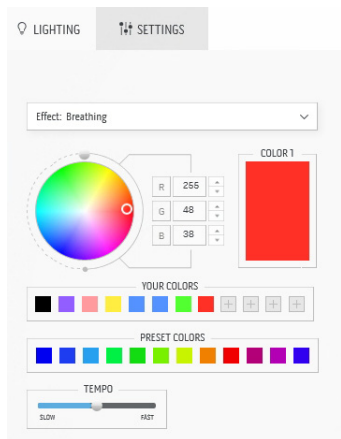 LIGHTING
SETTINGS
Effect: Breathing
COLOR 1
R 255
G 48
B 38
YOUR COLORS
PRESET COLORS
TEMPO
SLOW FAST